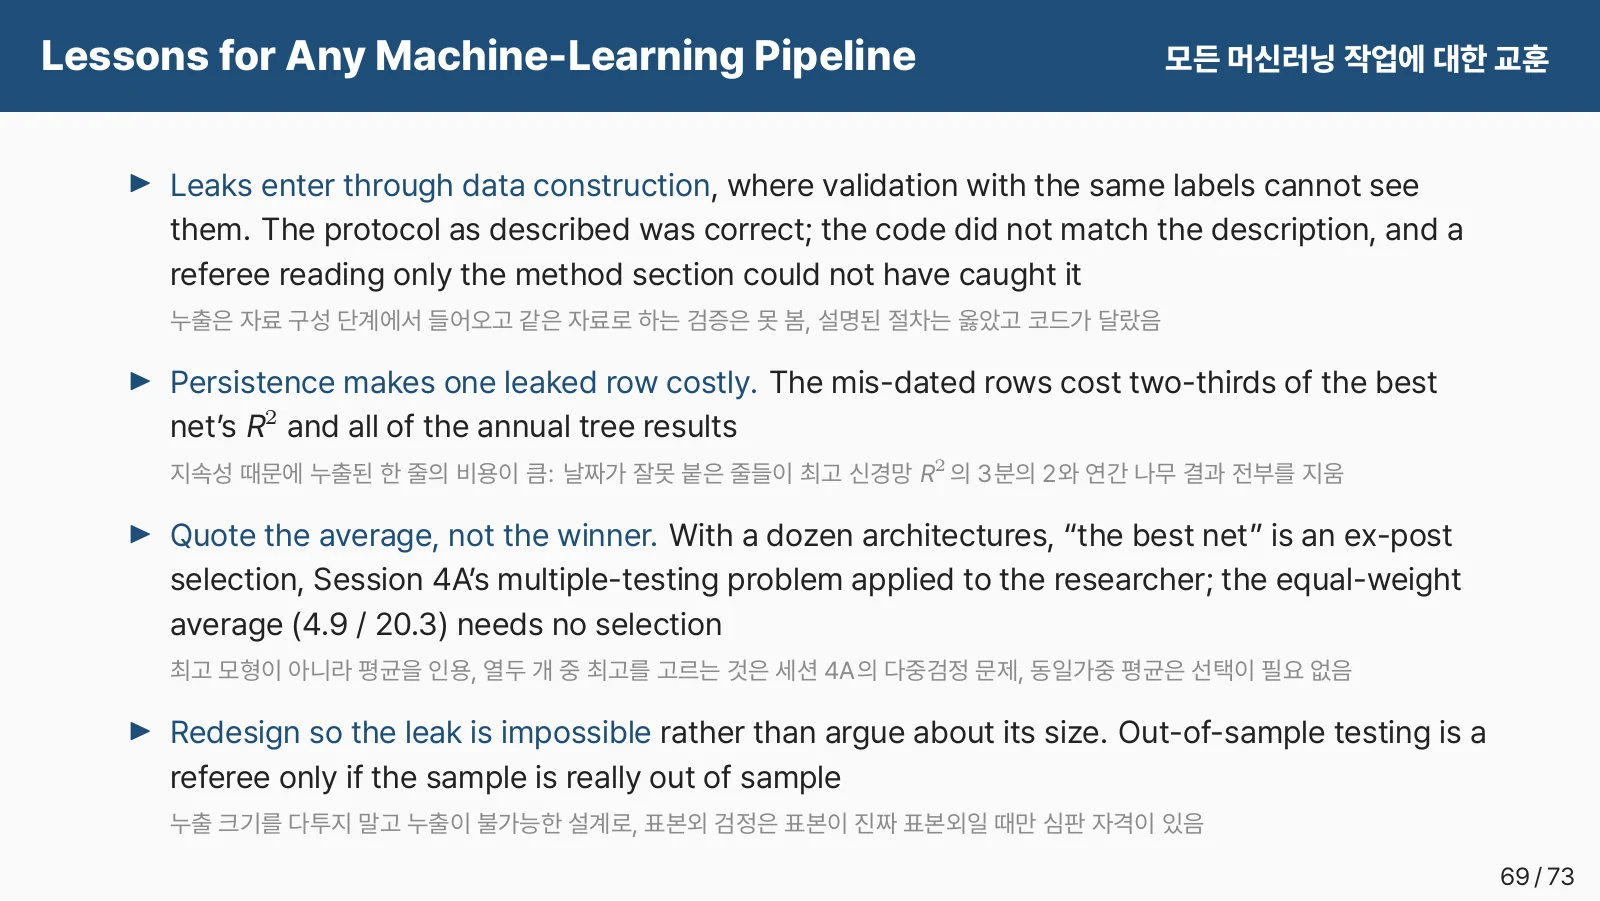 Lessons for Any Machine-Learning Pipeline
모든 머신러닝 작업에 대한 교훈
▶ Leaks enter through data construction, where validation with the same labels cannot see
them. The protocol as described was correct; the code did not match the description, and a
referee reading only the method section could not have caught it
누출은 자료 구성 단계에서 들어오고 같은 자료로 하는 검증은 못 봄, 설명된 절차는 옳았고 코드가 달랐음
▶ Persistence makes one leaked row costly. The mis-dated rows cost two-thirds of the best
net’s R² and all of the annual tree results
지속성 때문에 누출된 한 줄의 비용이 큼: 날짜가 잘못 붙은 줄들이 최고 신경망 R²의 3분의 2와 연간 나무 결과 전부를 지움
▶ Quote the average, not the winner. With a dozen architectures, “the best net” is an ex-post
selection, Session 4A’s multiple-testing problem applied to the researcher; the equal-weight
average (4.9 / 20.3) needs no selection
최고 모형이 아니라 평균을 인용, 열두 개 중 최고를 고르는 것은 세션 4A의 다중검정 문제, 동일가중 평균은 선택이 필요 없음
▶ Redesign so the leak is impossible rather than argue about its size. Out-of-sample testing is a
referee only if the sample is really out of sample
누출 크기를 다투지 말고 누출이 불가능한 설계로, 표본외 검정은 표본이 진짜 표본외일 때만 심판 자격이 있음
69 / 73